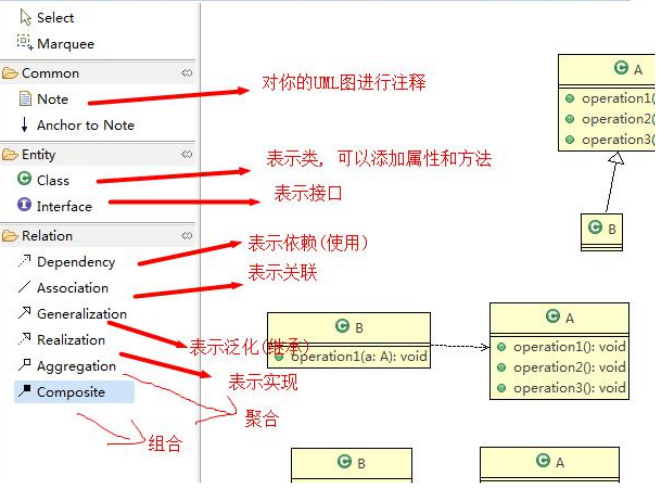 Select
Marquee
Common
Note
Anchor to Note
Entity
Class
Interface
Relation
Dependency
Association
Generalization
Realization
Aggregation
Composite
对你的UML图进行注释
表示类, 可以添加属性和方法
表示接口
表示依赖(使用)
表示关联
表示泛化(继承)
表示实现
聚合
组合
C A
operation1(
operation2(
operation3(
C B
C B
operation1(a: A): void
C A
operation1(): void
operation2(): void
operation3(): void
C B
C A